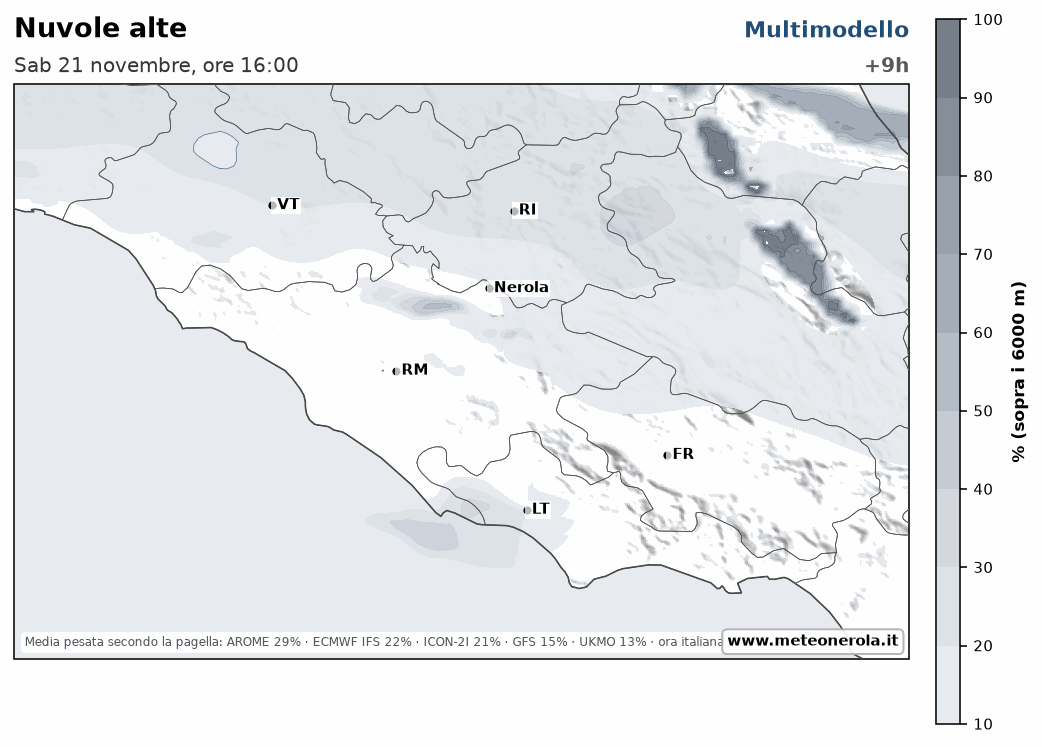 Nuvole alte
Multimodello
Sab 21 novembre, ore 16:00
+9h
100
90
80
70
60
50
40
30
20
10
% (sopra i 6000 m)
VT
RI
Nerola
RM
FR
LT
Media pesata secondo la pagella: AROME 29% · ECMWF IFS 22% · ICON-2I 21% · GFS 15% · UKMO 13% · ora italiana
www.meteonerola.it